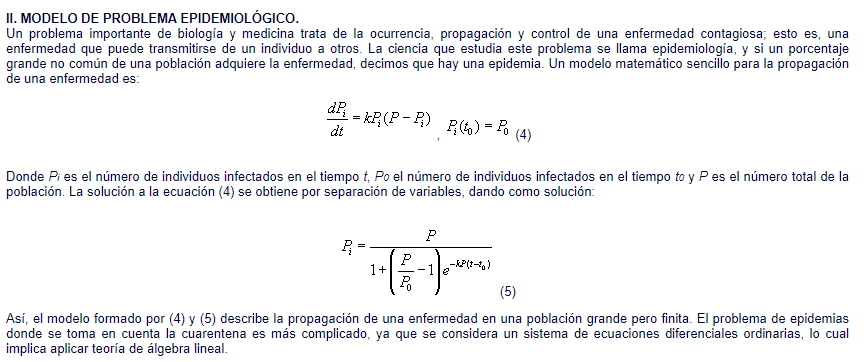 II. MODELO DE PROBLEMA EPIDEMIOLÓGICO.
Un problema importante de biología y medicina trata de la ocurrencia, propagación y control de una enfermedad contagiosa; esto es, una
enfermedad que puede transmitirse de un individuo a otros. La ciencia que estudia este problema se llama epidemiología, y si un porcentaje
grande no común de una población adquiere la enfermedad, decimos que hay una epidemia. Un modelo matemático sencillo para la propagación
de una enfermedad es:
dPᵢ/dt = kPᵢ(P − Pᵢ) , Pᵢ(t₀) = P₀ (4)
Donde Pi es el número de individuos infectados en el tiempo t, Po el número de individuos infectados en el tiempo to y P es el número total de la
población. La solución a la ecuación (4) se obtiene por separación de variables, dando como solución:
Pᵢ = P / (1 + (P/P₀ − 1) e^(−kP(t−t₀))) (5)
Así, el modelo formado por (4) y (5) describe la propagación de una enfermedad en una población grande pero finita. El problema de epidemias
donde se toma en cuenta la cuarentena es más complicado, ya que se considera un sistema de ecuaciones diferenciales ordinarias, lo cual
implica aplicar teoría de álgebra lineal.